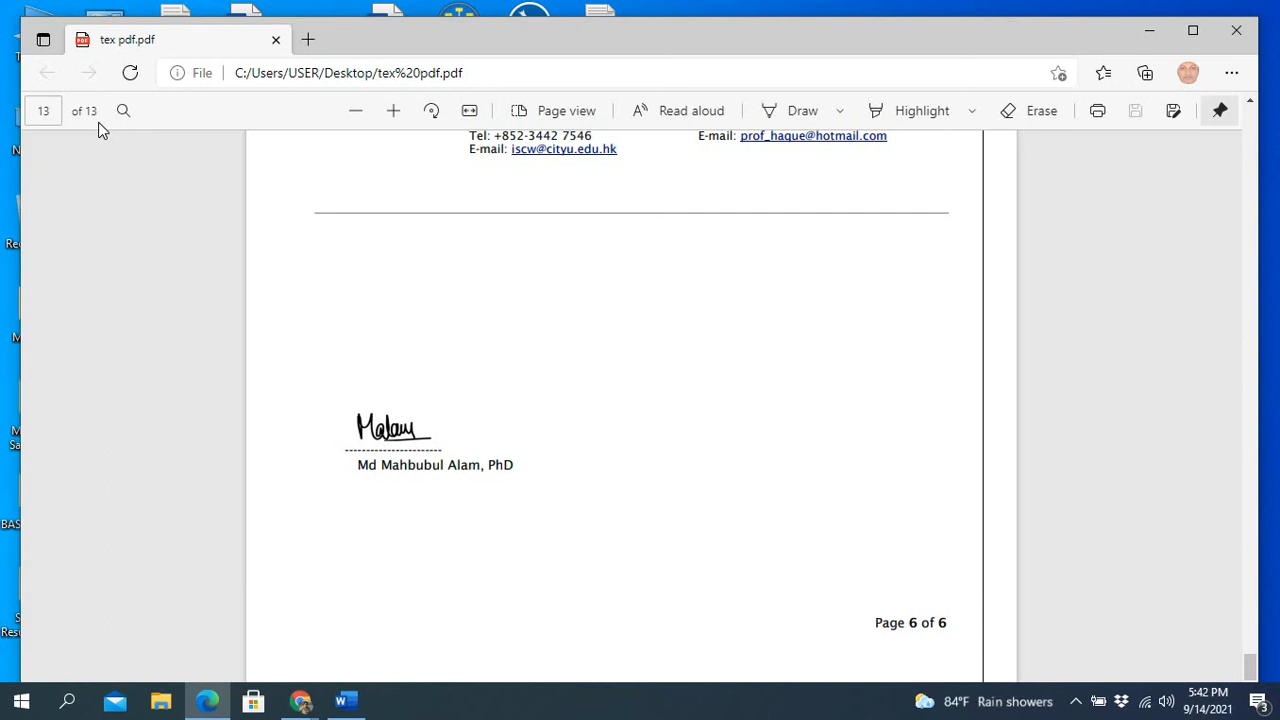 tex pdf.pdf
File C:/Users/USER/Desktop/tex%20pdf.pdf
13 of 13 Page view Read aloud Draw Highlight Erase
Tel: +852-3442 7546 E-mail: prof_haque@hotmail.com
E-mail: iscw@cityu.edu.hk
Malam
Md Mahbubul Alam, PhD
Page 6 of 6
84°F Rain showers
5:42 PM
9/14/2021
3